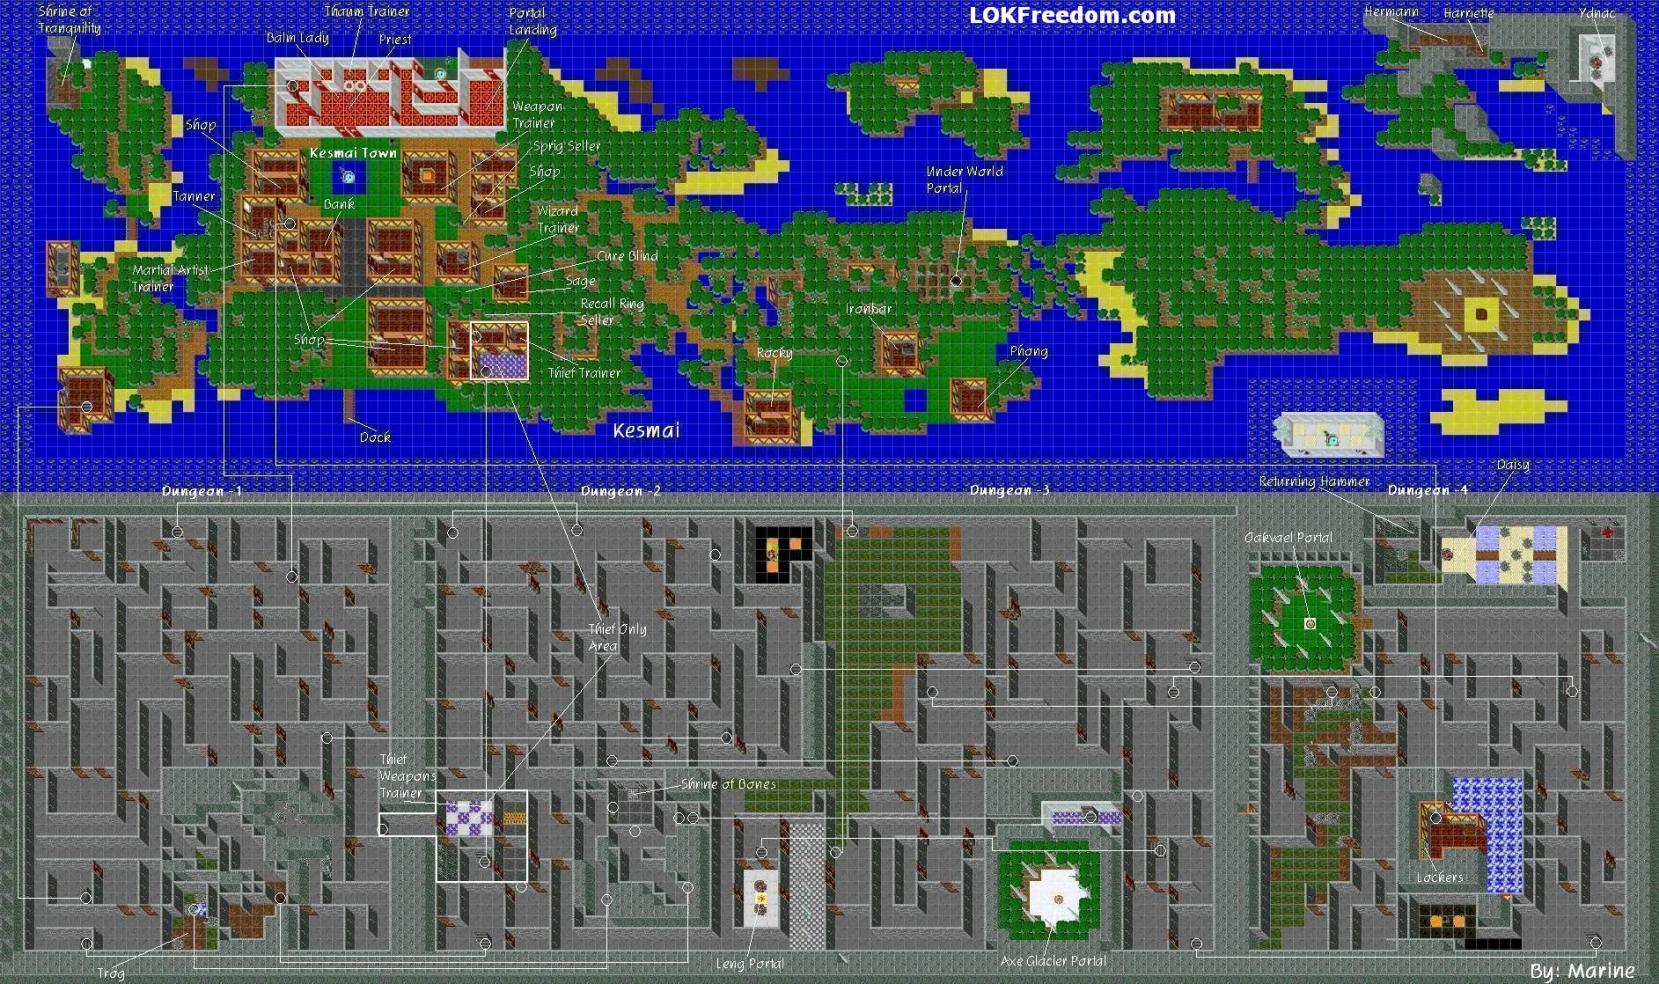 LOKFreedom.com
Shrine of
Tranquility
Thaum Trainer
Balm Lady
Priest
Portal
Landing
Hermann
Harriette
Ydnac
Weapon
Trainer
Shop
Kesmai Town
Sprig Seller
Shop
Under World
Portal
Tanner
Bank
Wizard
Trainer
Cure Blind
Martial Artist
Trainer
Sage
Recall Ring
Seller
Ironbar
Shop
Rocky
Phong
Thief Trainer
Kesmai
Dock
Daisy
Returning Hammer
Dungeon -1
Dungeon -2
Dungeon -3
Dungeon -4
Oakvael Portal
Thief Only
Area
Thief
Weapons
Trainer
Shrine of Bones
Lockers
Trog
Leng Portal
Axe Glacier Portal
By: Marine